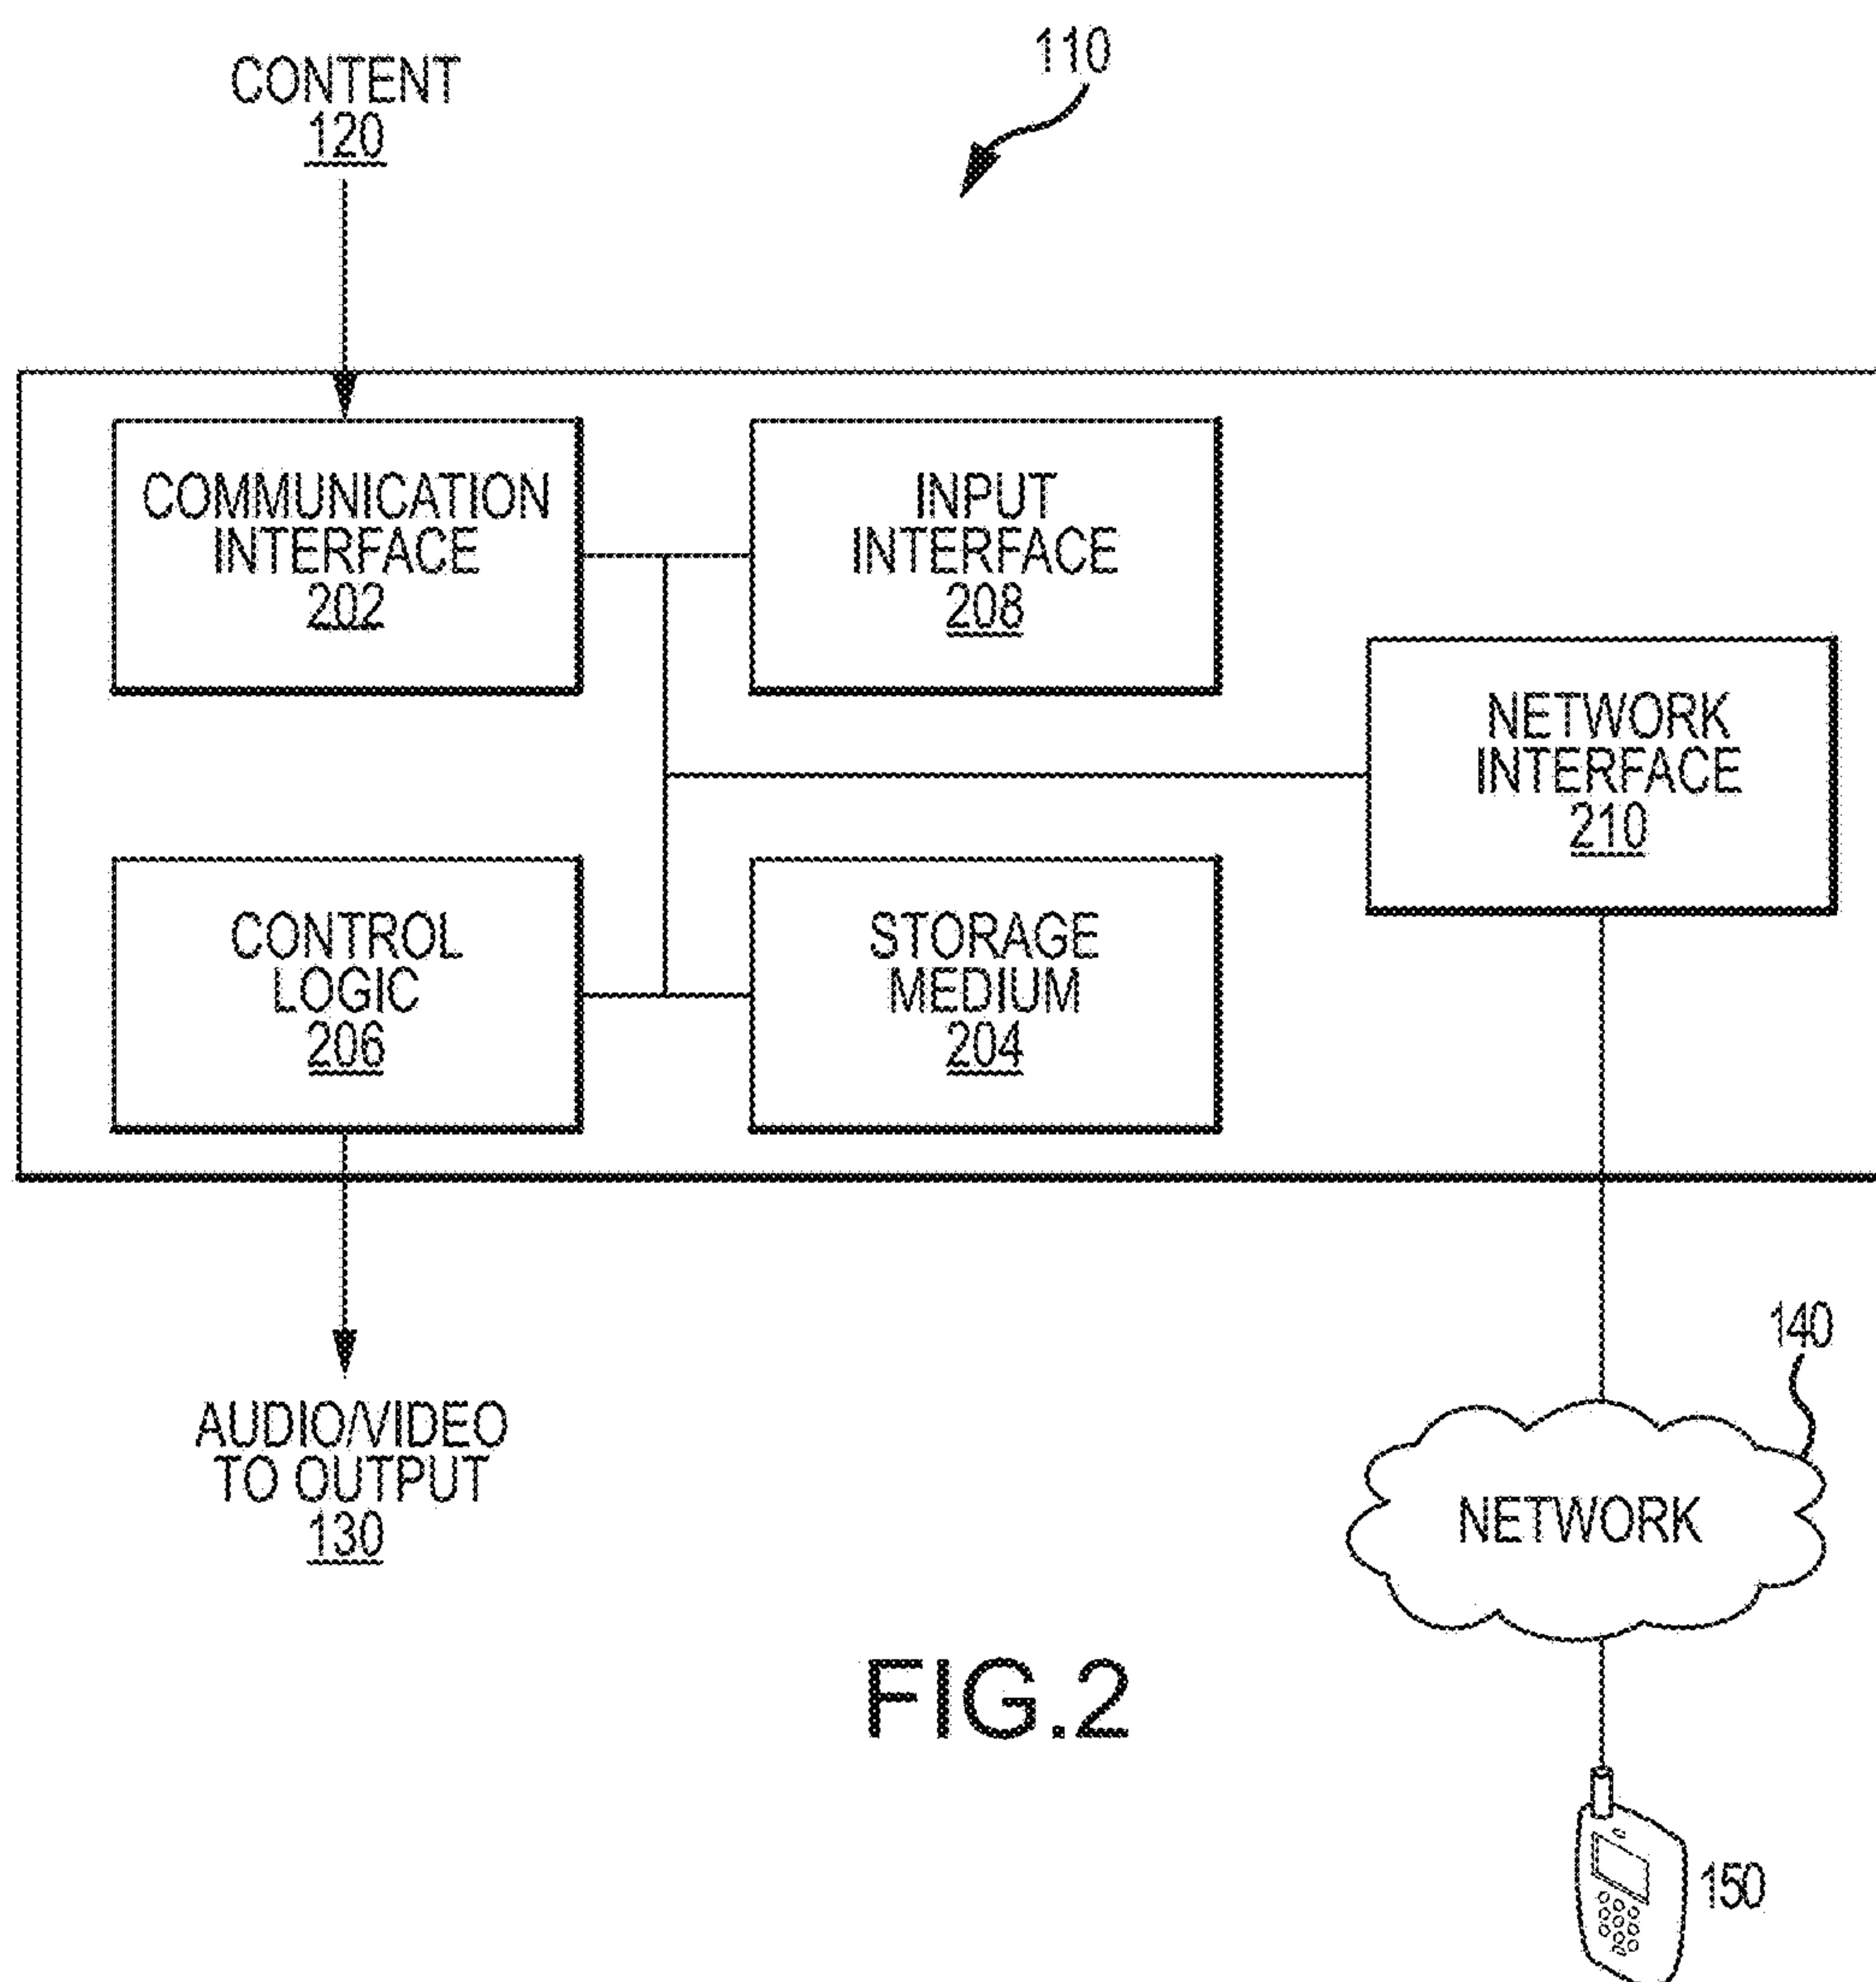 110
CONTENT
120
COMMUNICATION
INTERFACE
202
INPUT
INTERFACE
208
NETWORK
INTERFACE
210
CONTROL
LOGIC
206
STORAGE
MEDIUM
204
140
AUDIO/VIDEO
TO OUTPUT
130
NETWORK
FIG.2
150